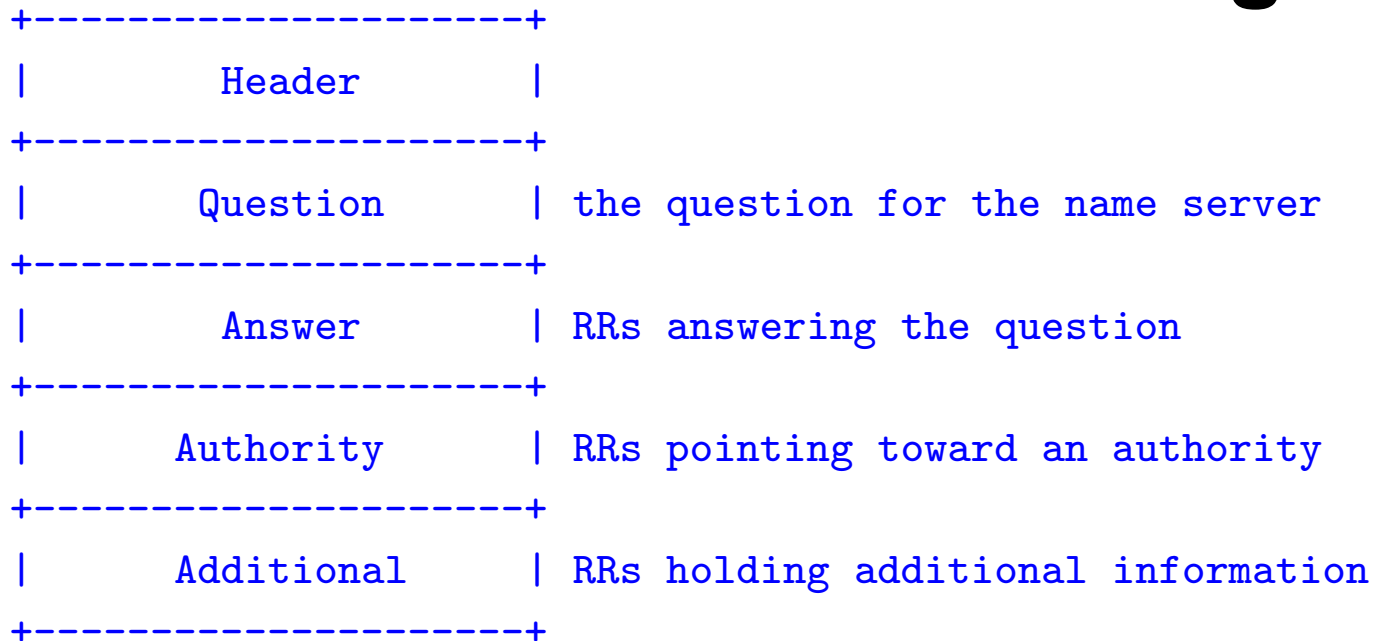 +---------------------+
|        Header       |
+---------------------+
|       Question      | the question for the name server
+---------------------+
|        Answer       | RRs answering the question
+---------------------+
|      Authority      | RRs pointing toward an authority
+---------------------+
|      Additional     | RRs holding additional information
+---------------------+